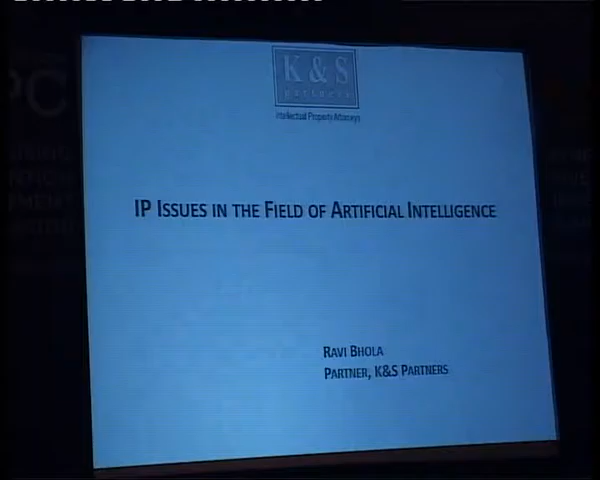 K & S
partners
Intellectual Property Attorneys
IP ISSUES IN THE FIELD OF ARTIFICIAL INTELLIGENCE
RAVI BHOLA
PARTNER, K&S PARTNERS